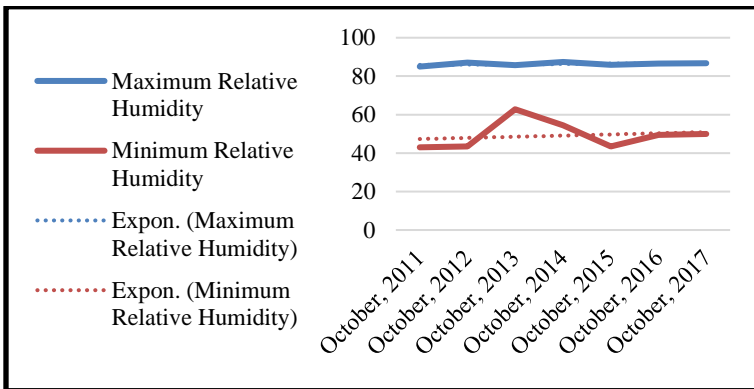 Maximum Relative
Humidity
Minimum Relative
Humidity
Expon. (Maximum
Relative Humidity)
Expon. (Minimum
Relative Humidity)
100
80
60
40
20
0
October, 2011
October, 2012
October, 2013
October, 2014
October, 2015
October, 2016
October, 2017